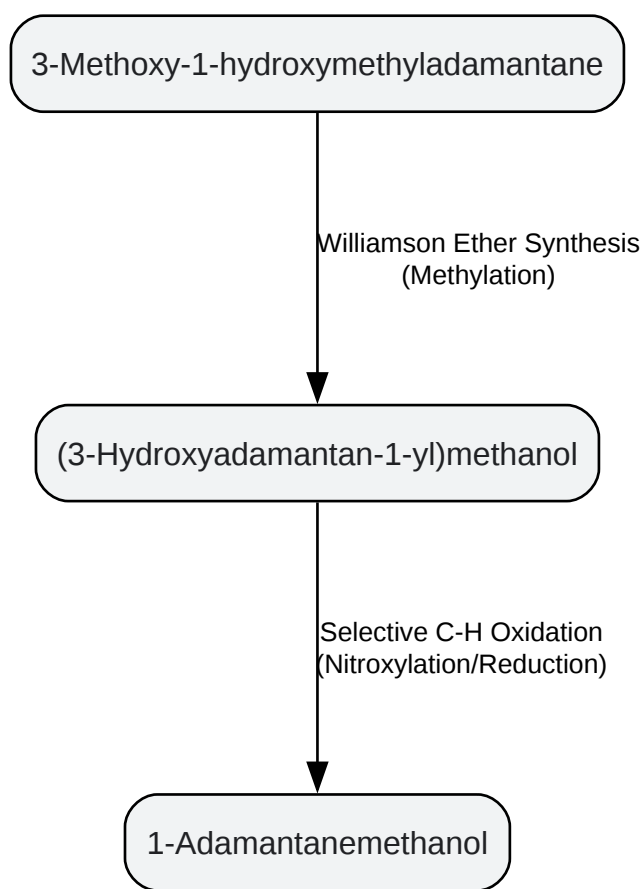 3-Methoxy-1-hydroxymethyladamantane
Williamson Ether Synthesis
(Methylation)
(3-Hydroxyadamantan-1-yl)methanol
Selective C-H Oxidation
(Nitroxylation/Reduction)
1-Adamantanemethanol